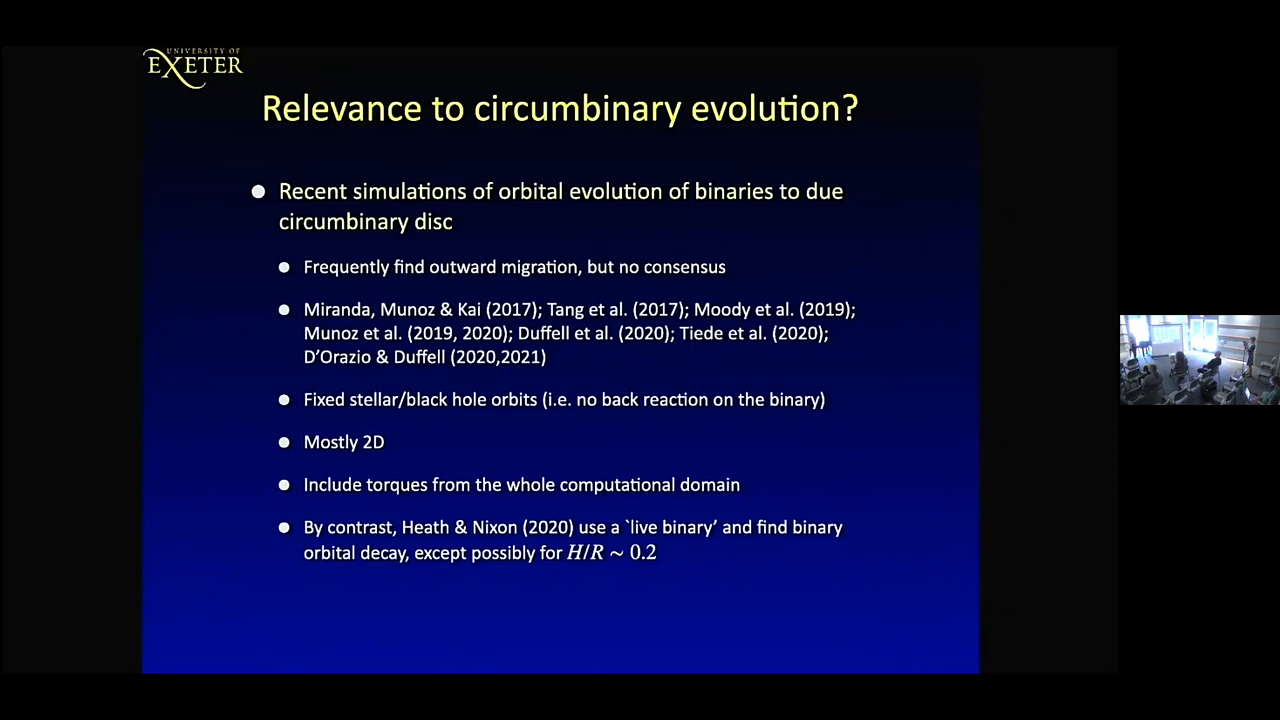 UNIVERSITY OF
EXETER
Relevance to circumbinary evolution?
Recent simulations of orbital evolution of binaries to due
circumbinary disc
Frequently find outward migration, but no consensus
Miranda, Munoz & Kai (2017); Tang et al. (2017); Moody et al. (2019);
Munoz et al. (2019, 2020); Duffell et al. (2020); Tiede et al. (2020);
D'Orazio & Duffell (2020,2021)
Fixed stellar/black hole orbits (i.e. no back reaction on the binary)
Mostly 2D
Include torques from the whole computational domain
By contrast, Heath & Nixon (2020) use a `live binary' and find binary
orbital decay, except possibly for H/R ~ 0.2